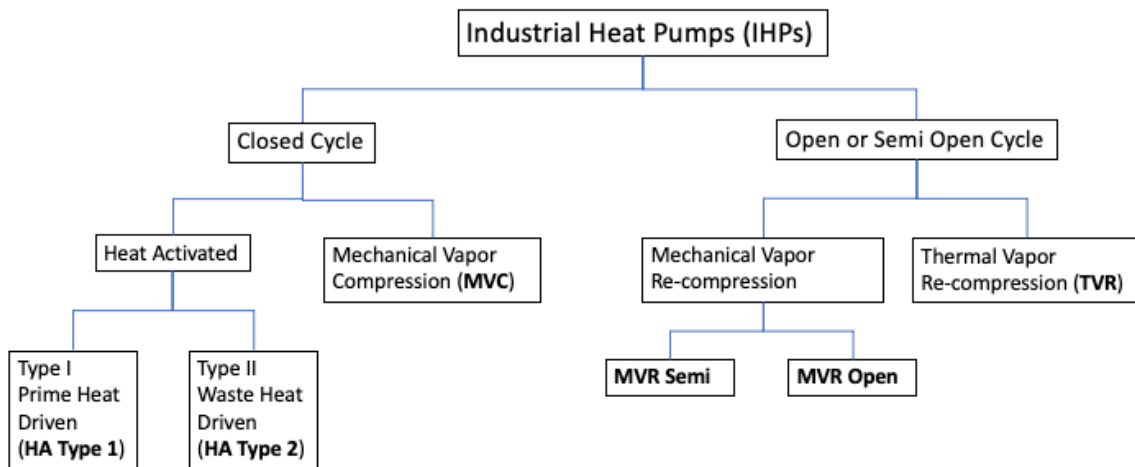 Industrial Heat Pumps (IHPs)
Closed Cycle
Open or Semi Open Cycle
Heat Activated
Mechanical Vapor
Compression (MVC)
Mechanical Vapor
Re-compression
Thermal Vapor
Re-compression (TVR)
Type I
Prime Heat
Driven
(HA Type 1)
Type II
Waste Heat
Driven
(HA Type 2)
MVR Semi
MVR Open